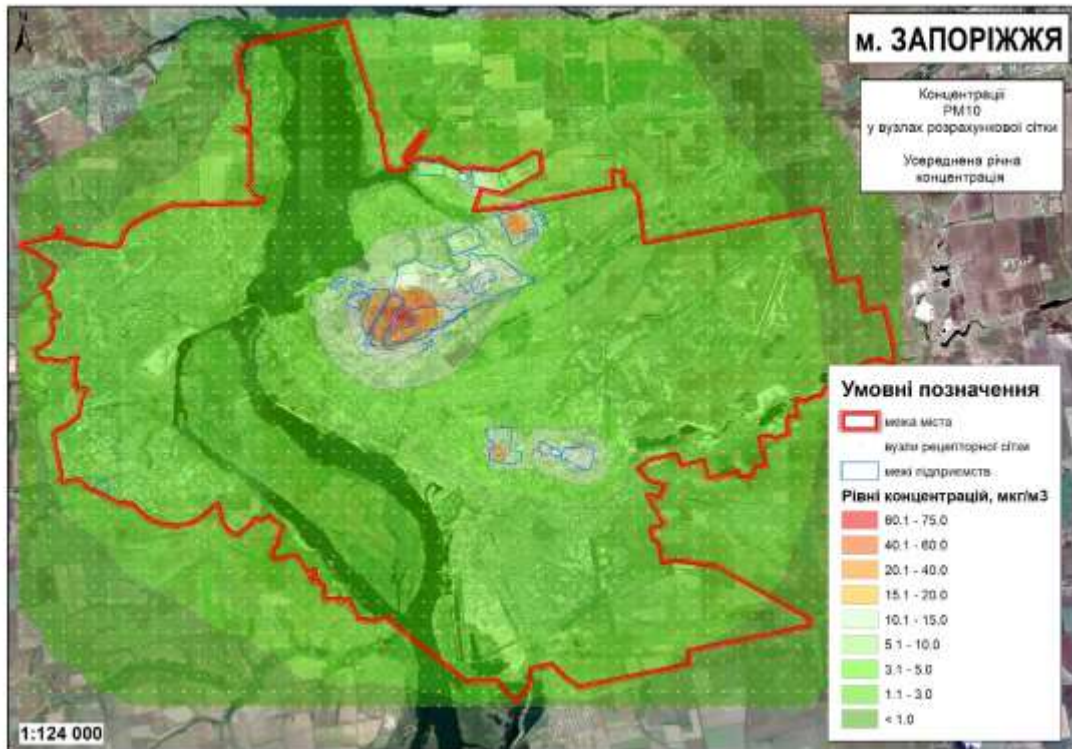 м. ЗАПОРІЖЖЯ
Концентрації
PM10
у вузлах розрахункової сітки
Усереднена річна
концентрація
Умовні позначення
межа міста
вузли рецепторної сітки
межі підприємств
Рівні концентрацій, мкг/м3
60.1 - 75.0
40.1 - 60.0
20.1 - 40.0
15.1 - 20.0
10.1 - 15.0
5.1 - 10.0
3.1 - 5.0
1.1 - 3.0
< 1.0
1:124 000